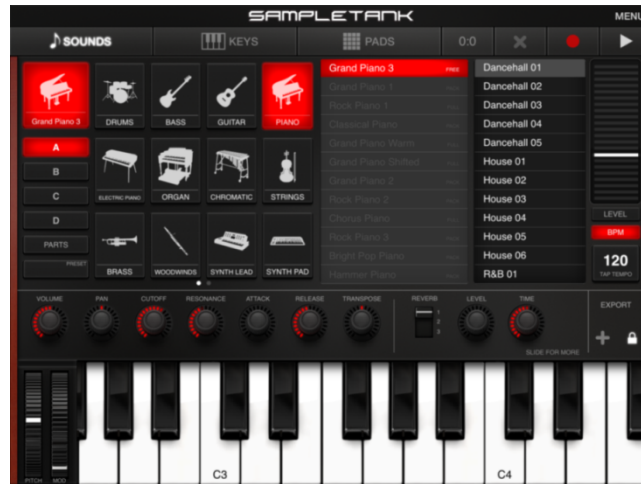 SAMPLETANK
MENU
SOUNDS
KEYS
PADS
0:0
Grand Piano 3
DRUMS
BASS
GUITAR
PIANO
A
B
C
D
PARTS
PRESET
ELECTRIC PIANO
ORGAN
CHROMATIC
STRINGS
BRASS
WOODWINDS
SYNTH LEAD
SYNTH PAD
Grand Piano 3 FREE
Grand Piano 1
Rock Piano 1
Classical Piano
Grand Piano Warm
Grand Piano Shifted
Grand Piano 2
Rock Piano 2
Chorus Piano
Rock Piano 3
Bright Pop Piano
Hammer Piano
Dancehall 01
Dancehall 02
Dancehall 03
Dancehall 04
Dancehall 05
House 01
House 02
House 03
House 04
House 05
House 06
R&B 01
LEVEL
BPM
120
TAP TEMPO
VOLUME
PAN
CUTOFF
RESONANCE
ATTACK
RELEASE
TRANSPOSE
REVERB
1
2
3
LEVEL
TIME
EXPORT
SLIDE FOR MORE
PITCH
MOD
C3
C4